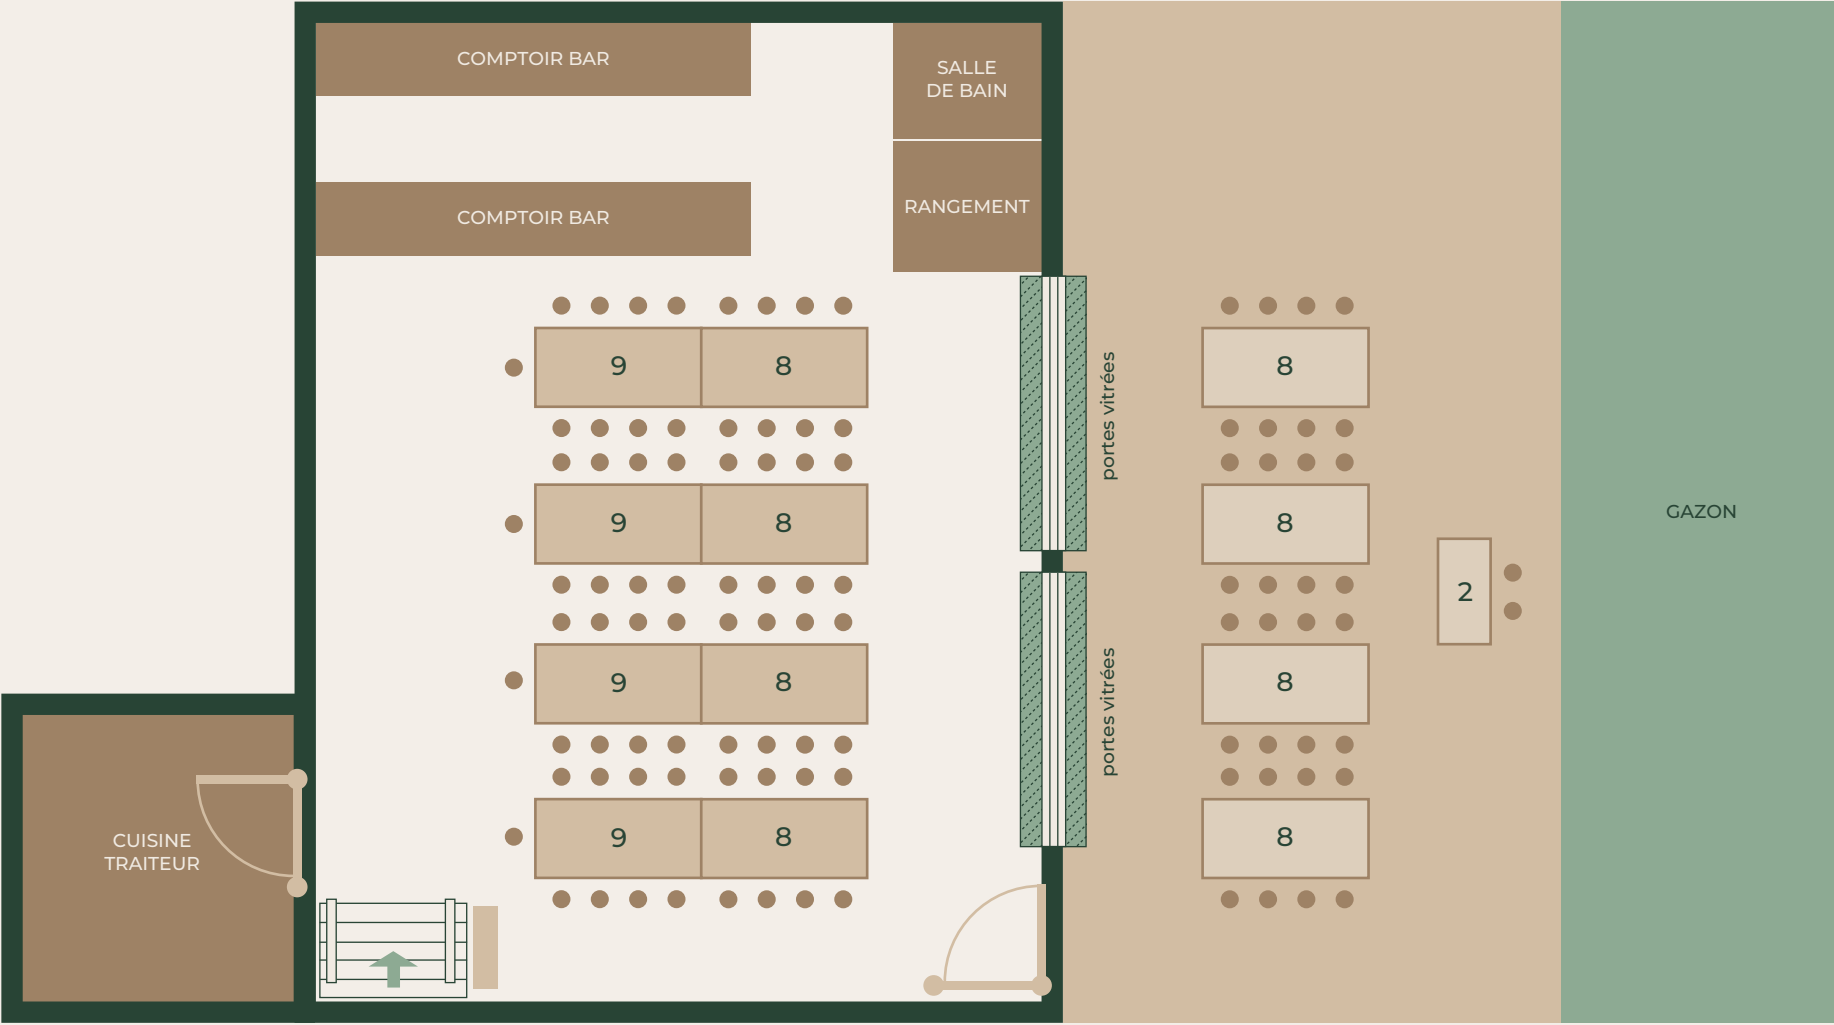 COMPTOIR BAR
SALLE
DE BAIN
COMPTOIR BAR
RANGEMENT
portes vitrées
9
8
8
9
8
8
GAZON
2
portes vitrées
9
8
8
9
8
8
CUISINE
TRAITEUR